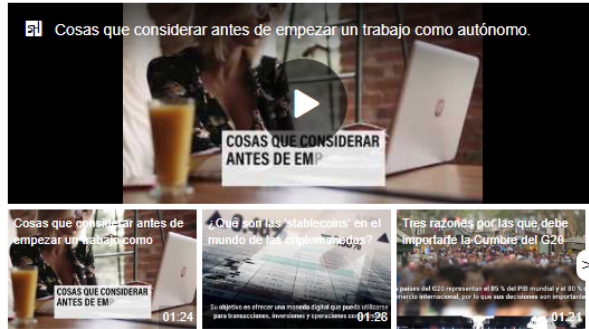 Cosas que considerar antes de empezar un trabajo como autónomo.
COSAS QUE CONSIDERAR
ANTES DE EMP
Cosas que considerar antes de
empezar un trabajo como
COSAS QUE CONSIDERAR
ANTES DE EMP
01:24
¿Qué son las 'stablecoins' en el
mundo de las criptomonedas?
Su objetivo es ofrecer una moneda digital que pueda utilizarse
para transacciones, inversiones y operaciones
01:26
Tres razones por las que debe
importarte la Cumbre del G20
países del G20 representan el 85 % del PIB mundial y el 80 %
internacional, por lo que sus decisiones son importante
01:21